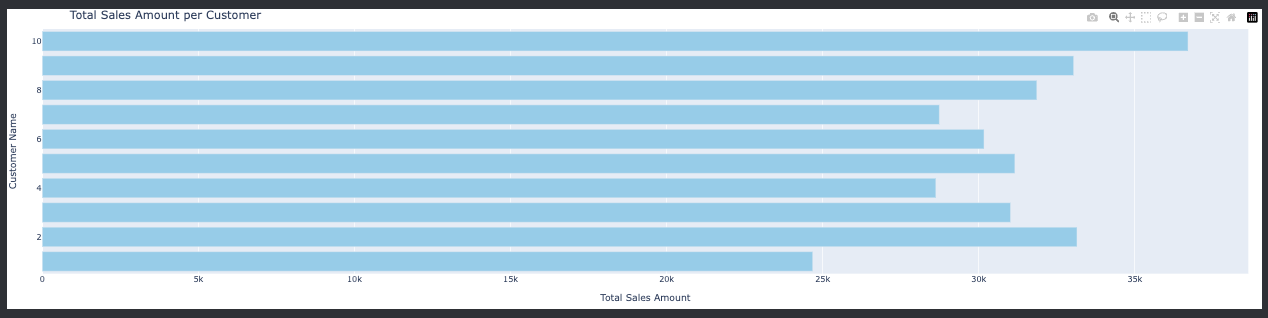 Total Sales Amount per Customer
Customer Name
10
8
6
4
2
0 5k 10k 15k 20k 25k 30k 35k
Total Sales Amount